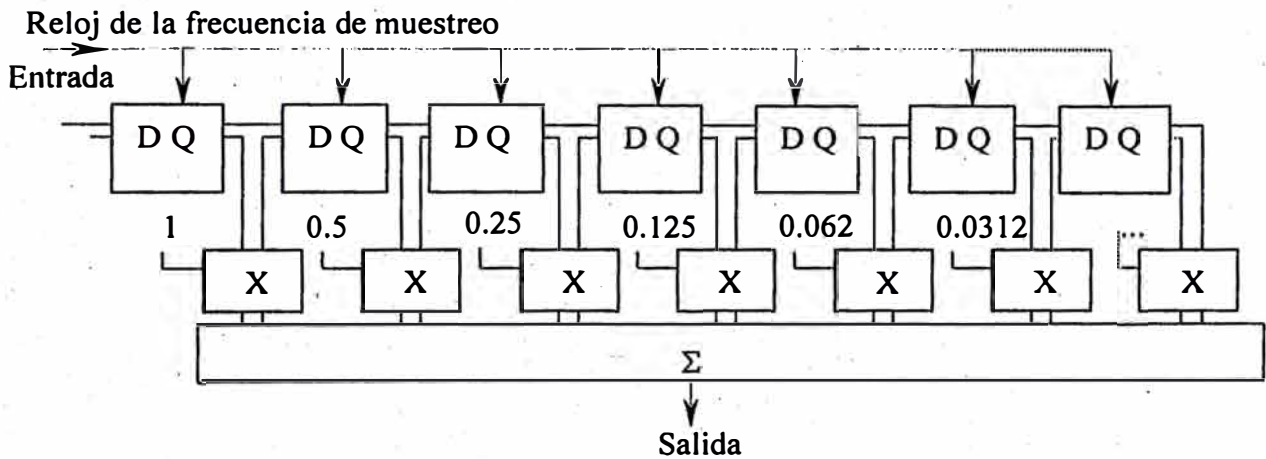 Reloj de la frecuencia de muestreo
Entrada
D Q D Q D Q D Q D Q D Q D Q
1 0.5 0.25 0.125 0.062 0.0312 ...
X X X X X X X
Σ
Salida